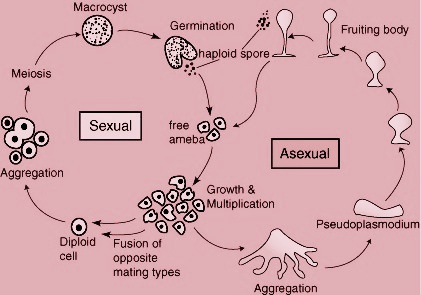 Macrocyst
Germination
haploid spore
Fruiting body
Meiosis
Sexual
free
ameba
Asexual
Aggregation
Growth &
Multiplication
Pseudoplasmodium
Diploid
cell
Fusion of
opposite
mating types
Aggregation